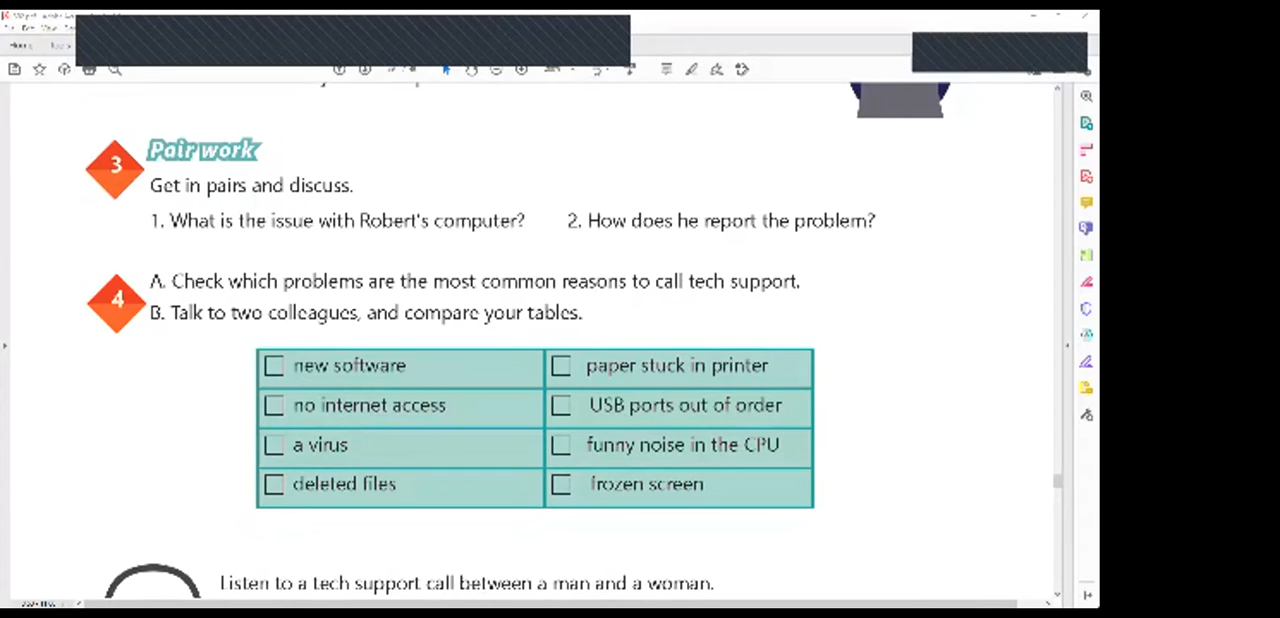 3
Pair work
Get in pairs and discuss.
1. What is the issue with Robert's computer?
2. How does he report the problem?
4
A. Check which problems are the most common reasons to call tech support.
B. Talk to two colleagues, and compare your tables.
new software
paper stuck in printer
no internet access
USB ports out of order
a virus
funny noise in the CPU
deleted files
frozen screen
Listen to a tech support call between a man and a woman.